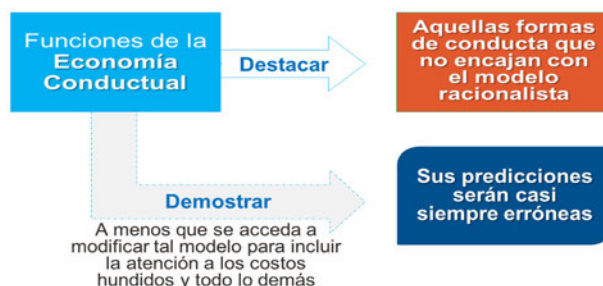 Funciones de la
Economía
Conductual
Destacar
Aquellas formas
de conducta que
no encajan con
el modelo
racionalista
Demostrar
A menos que se acceda a
modificar tal modelo para incluir
la atención a los costos
hundidos y todo lo demás
Sus predicciones
serán casi
siempre erróneas